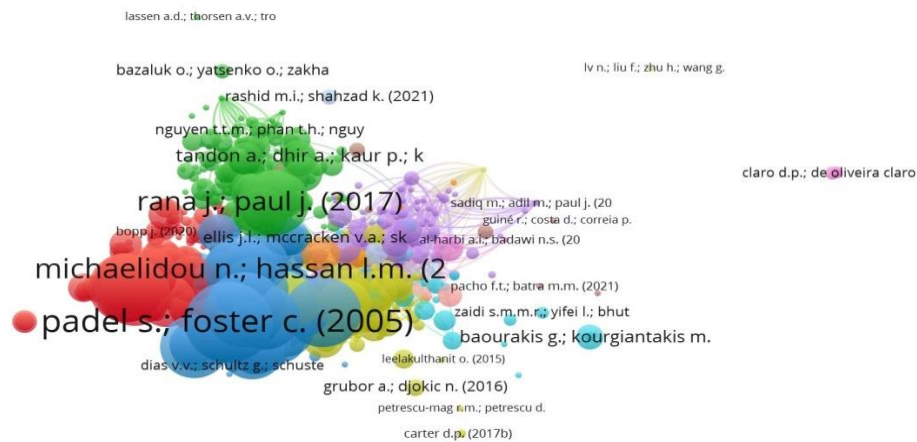 lassen a.d.; thorsen a.v.; tro
bazaluk o.; yatsenko o.; zakha
lv n.; liu f.; zhu h.; wang g.
rashid m.i.; shahzad k. (2021)
nguyen t.t.m.; phan t.h.; nguy
tandon a.; dhir a.; kaur p.; k
claro d.p.; de oliveira claro
rana j.; paul j. (2017)
sadiq m.; adil m.; paul j. (20
guiné r.; costa d.; correia p.
bopp j. (2020)
ellis j.l.; mccracken v.a.; sk
al-harbi a.i.; badawi n.s. (20
michaelidou n.; hassan l.m. (2
pacho f.t.; batra m.m. (2021)
padel s.; foster c. (2005)
zaidi s.m.m.r.; yifei l.; bhut
baourakis g.; kourgiantakis m.
leelakulthanit o. (2015)
dias v.v.; schultz g.; schuste
grubor a.; djokic n. (2016)
petrescu-mag r.m.; petrescu d.
carter d.p. (2017b)